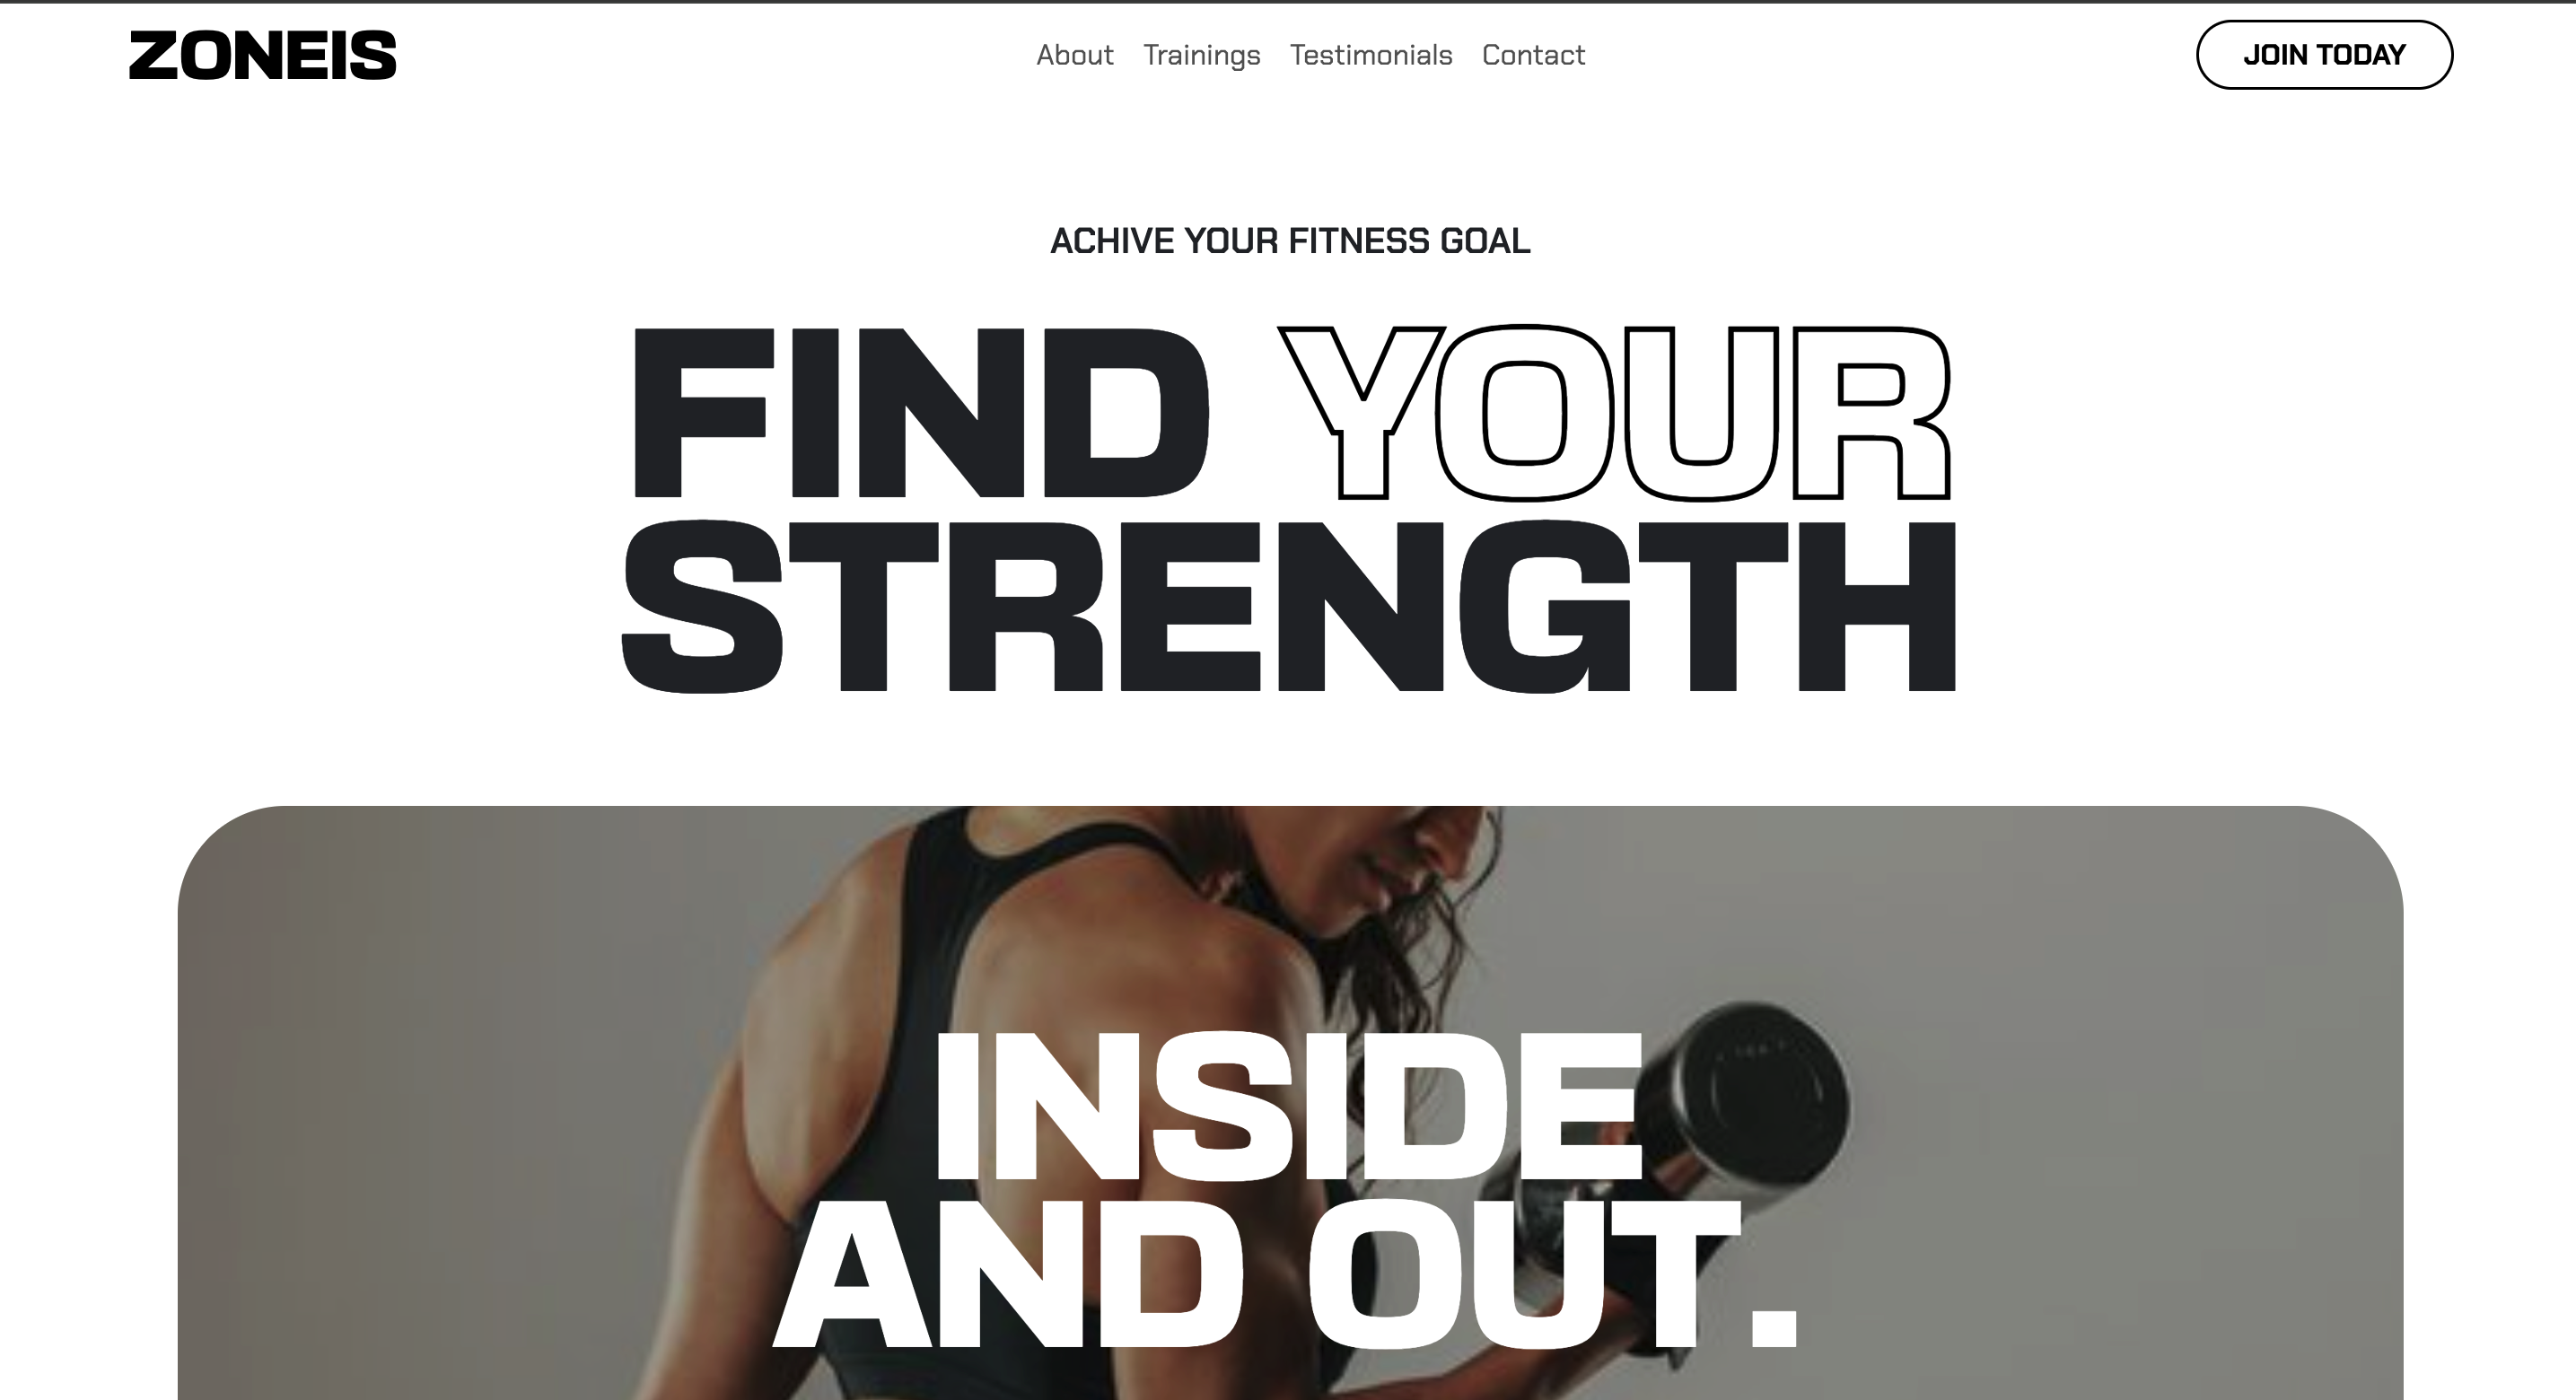 ZONEIS
About Trainings Testimonials Contact
JOIN TODAY
ACHIVE YOUR FITNESS GOAL
FIND YOUR
STRENGTH
INSIDE
AND OUT.